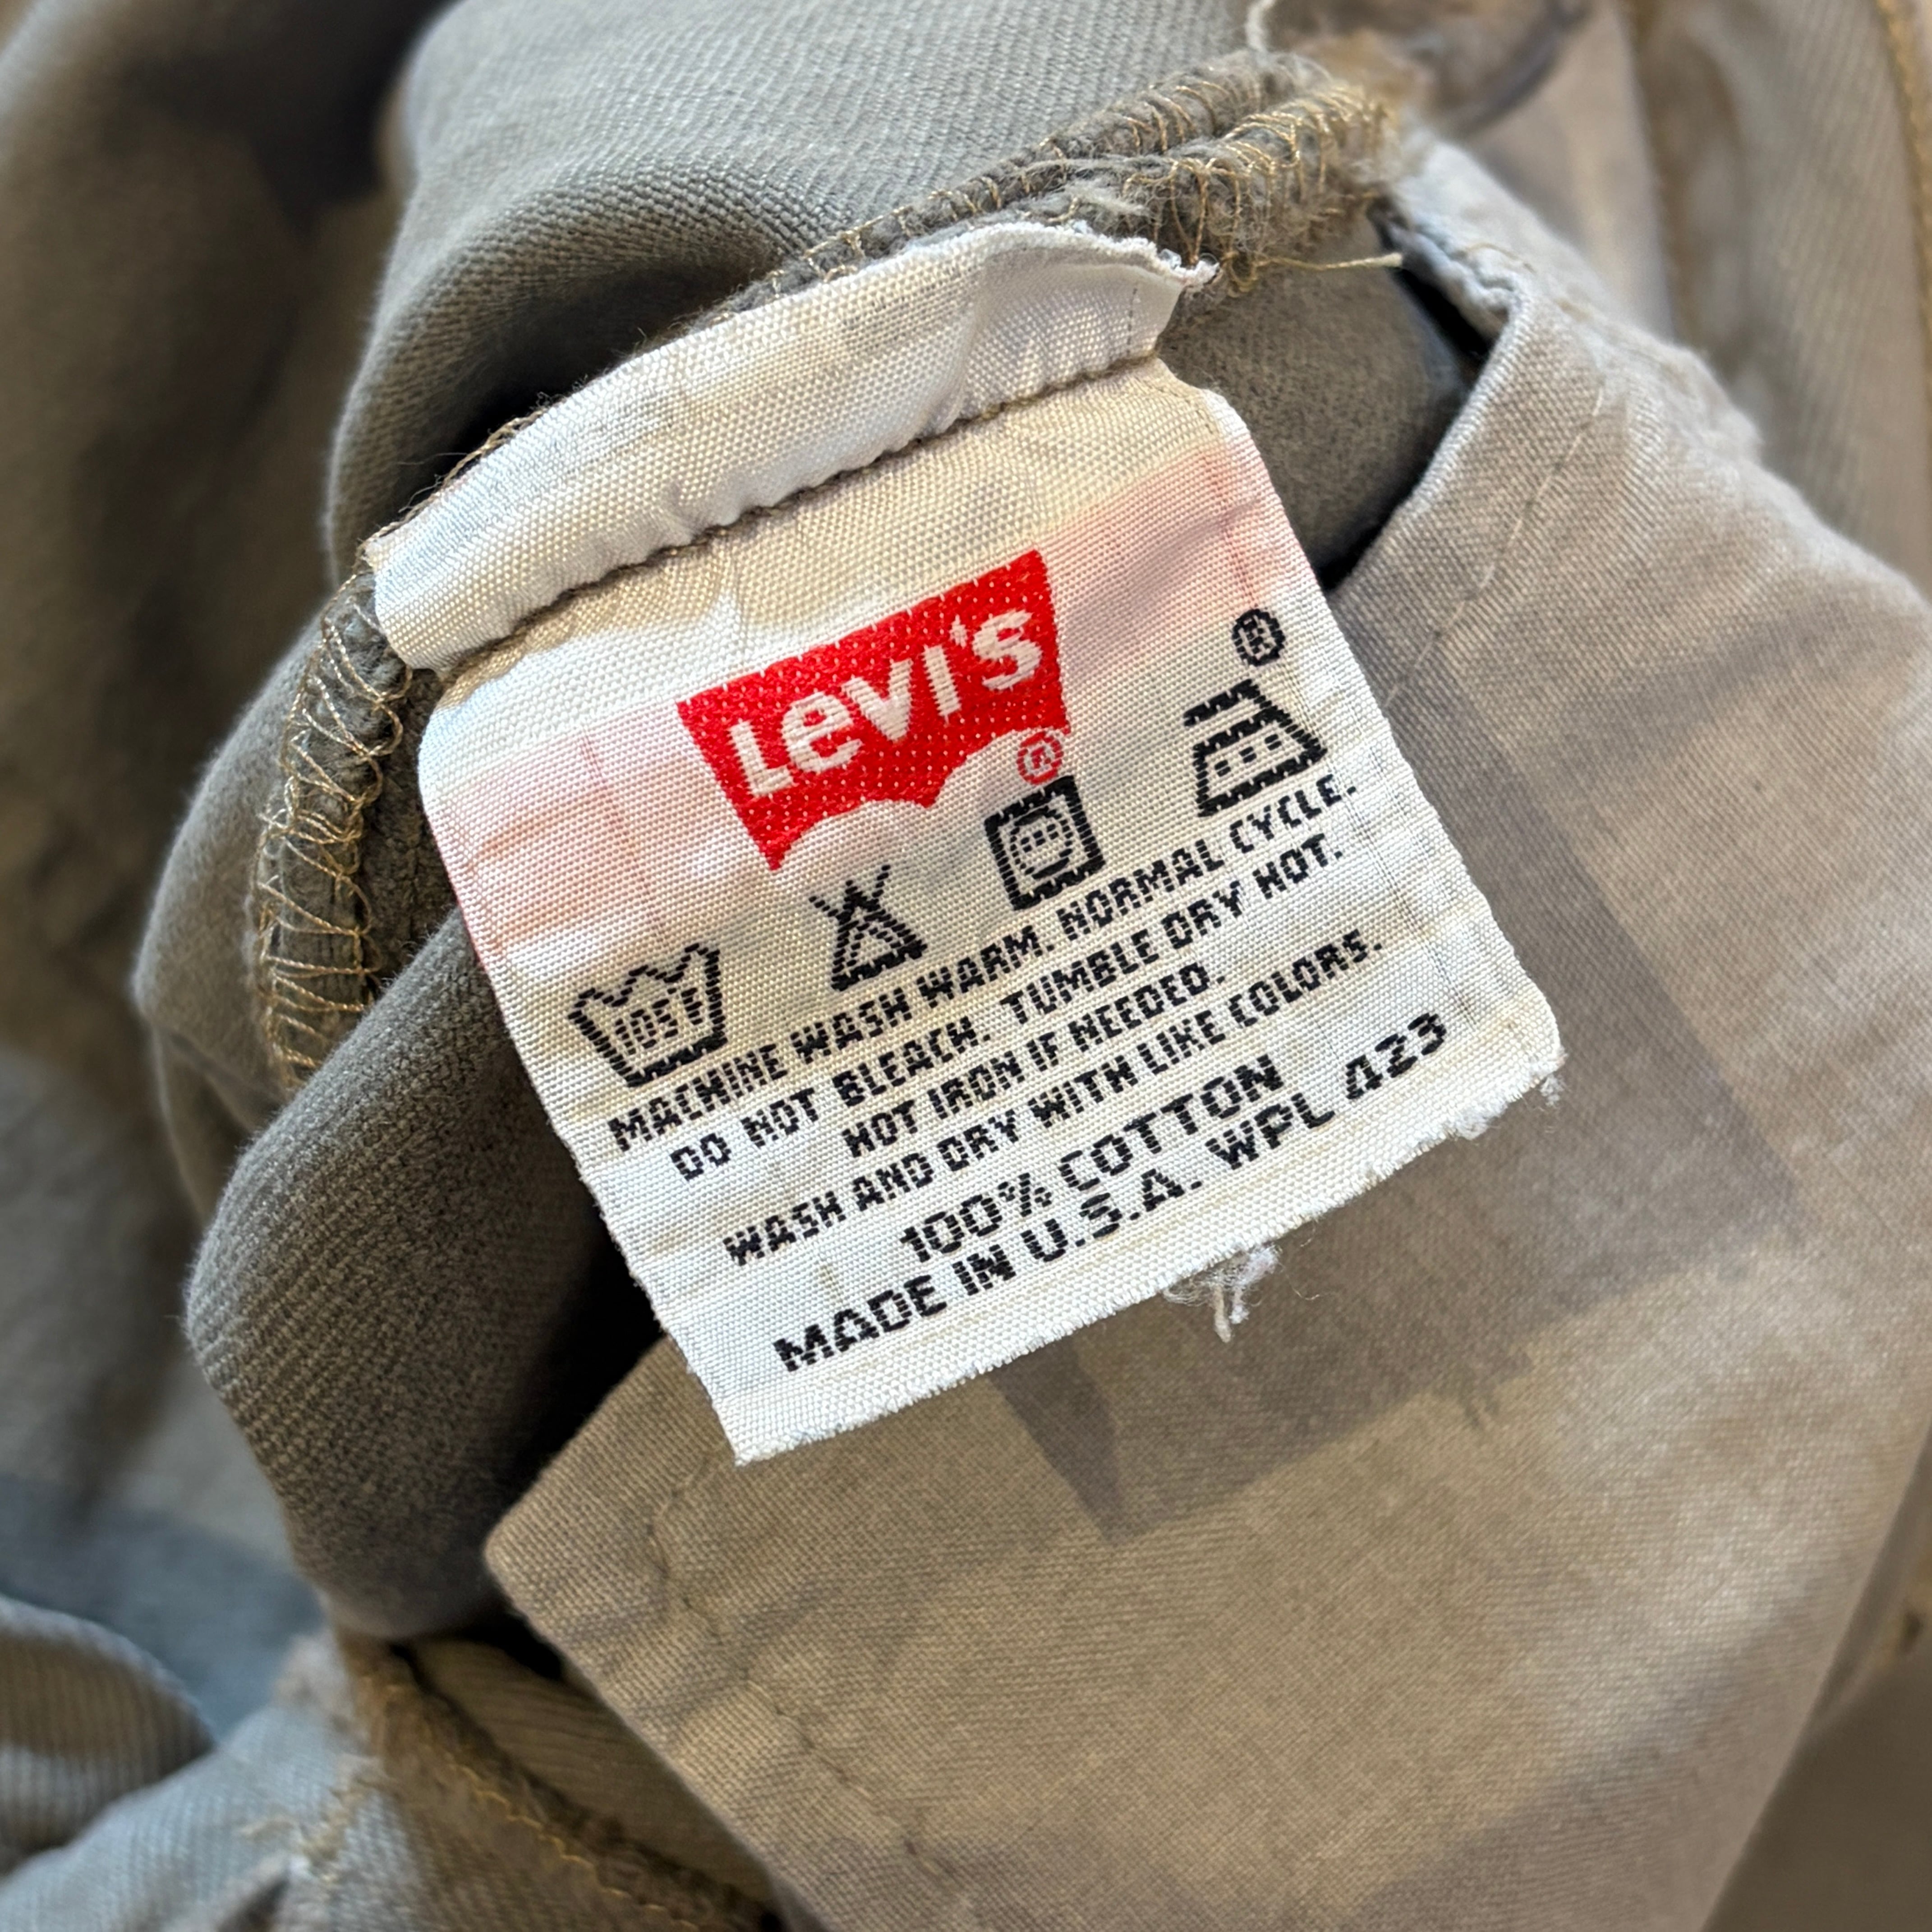 Levi's®
®
105F
MACHINE WASH WARM. NORMAL CYCLE.
DO NOT BLEACH. TUMBLE DRY HOT.
HOT IRON IF NEEDED.
WASH AND DRY WITH LIKE COLORS.
100% COTTON
MADE IN U.S.A. WPL 423